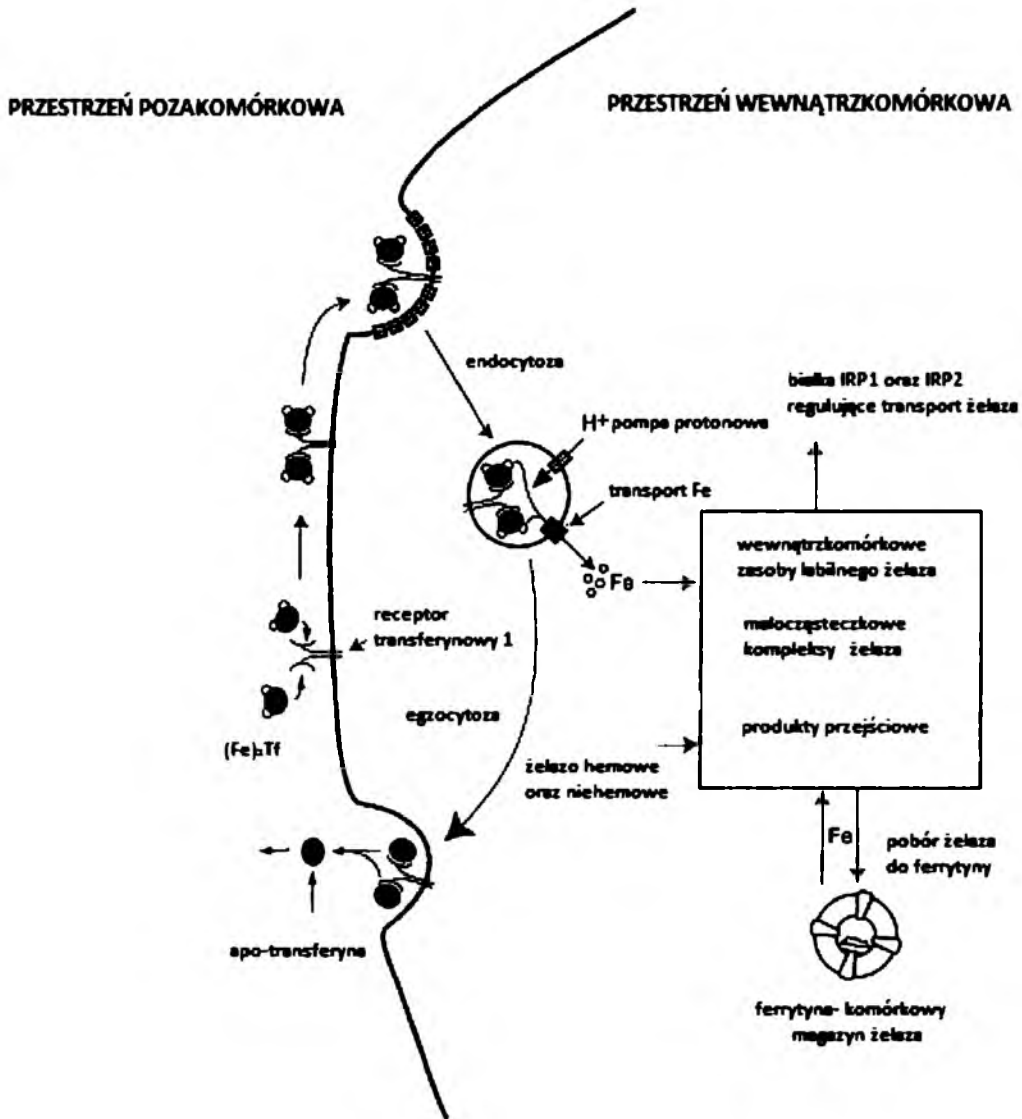 PRZESTRZEŃ POZAKOMÓRKOWA
PRZESTRZEŃ WEWNĄTRZKOMÓRKOWA
endocytoza
białka IRP1 oraz IRP2
regulujące transport żelaza
H+ pompa protonowa
transport Fe
Fe
wewnątrzkomórkowe
zasoby labilnego żelaza
małocząsteczkowe
kompleksy żelaza
produkty przejściowe
receptor
transferynowy 1
(Fe)₂Tf
egzocytoza
żelazo hemowe
oraz niehemowe
Fe
pobór żelaza
do ferrytyny
apo-transferyna
ferrytyna- komórkowy
magazyn żelaza